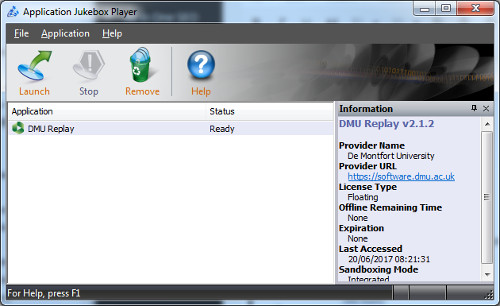 Application Jukebox Player
File Application Help
Launch Stop Remove Help
Application Status
DMU Replay Ready
Information
DMU Replay v2.1.2
Provider Name
De Montfort University
Provider URL
https://software.dmu.ac.uk
License Type
Floating
Offline Remaining Time
None
Expiration
None
Last Accessed
20/06/2017 08:21:31
Sandboxing Mode
Integrated
For Help, press F1